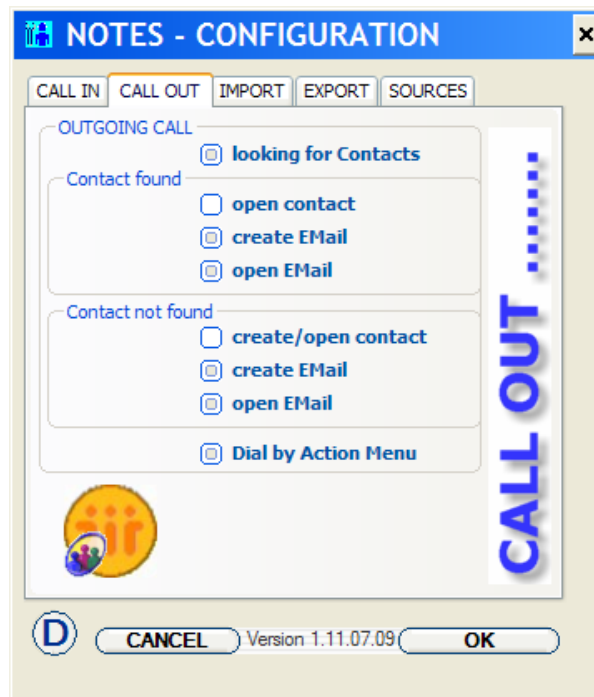 NOTES - CONFIGURATION
CALL IN CALL OUT IMPORT EXPORT SOURCES
OUTGOING CALL
looking for Contacts
Contact found
open contact
create EMail
open EMail
Contact not found
create/open contact
create EMail
open EMail
Dial by Action Menu
CALL OUT ........
D CANCEL Version 1.11.07.09 OK